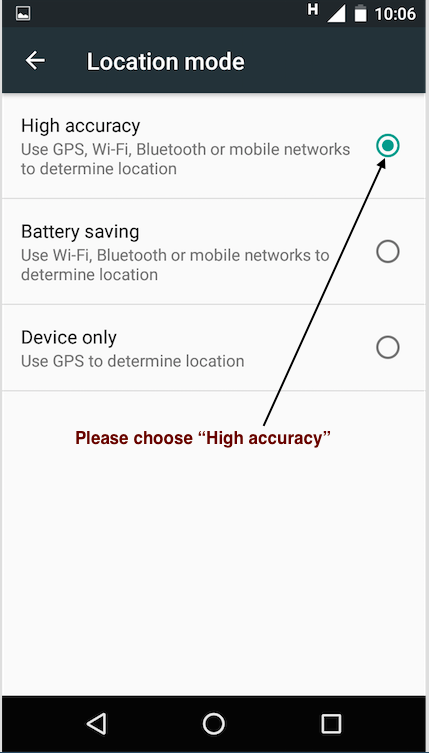 H 10:06
Location mode
High accuracy
Use GPS, Wi-Fi, Bluetooth or mobile networks
to determine location
Battery saving
Use Wi-Fi, Bluetooth or mobile networks to
determine location
Device only
Use GPS to determine location
Please choose “High accuracy”